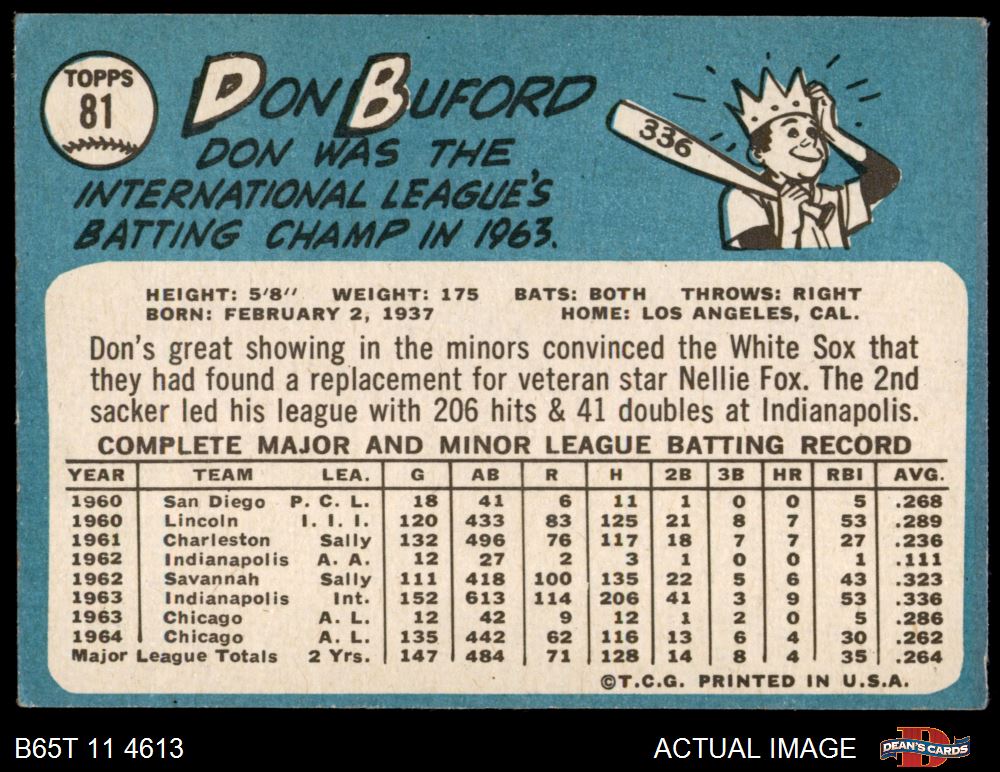 TOPPS
81
DON BUFORD
DON WAS THE
INTERNATIONAL LEAGUE'S
BATTING CHAMP IN 1963.
336
HEIGHT: 5'8" WEIGHT: 175 BATS: BOTH THROWS: RIGHT
BORN: FEBRUARY 2, 1937 HOME: LOS ANGELES, CAL.
Don's great showing in the minors convinced the White Sox that
they had found a replacement for veteran star Nellie Fox. The 2nd
sacker led his league with 206 hits & 41 doubles at Indianapolis.
COMPLETE MAJOR AND MINOR LEAGUE BATTING RECORD
YEAR TEAM LEA. G AB R H 2B 3B HR RBI AVG.
1960 San Diego P. C. L. 18 41 6 11 1 0 0 5 .268
1960 Lincoln I. I. I. 120 433 83 125 21 8 7 53 .289
1961 Charleston Sally 132 496 76 117 18 7 7 27 .236
1962 Indianapolis A. A. 12 27 2 3 1 0 0 1 .111
1962 Savannah Sally 111 418 100 135 22 5 6 43 .323
1963 Indianapolis Int. 152 613 114 206 41 3 9 53 .336
1963 Chicago A. L. 12 42 9 12 1 2 0 5 .286
1964 Chicago A. L. 135 442 62 116 13 6 4 30 .262
Major League Totals 2 Yrs. 147 484 71 128 14 8 4 35 .264
©T.C.G. PRINTED IN U.S.A.
B65T 11 4613 ACTUAL IMAGE DEAN'S CARDS